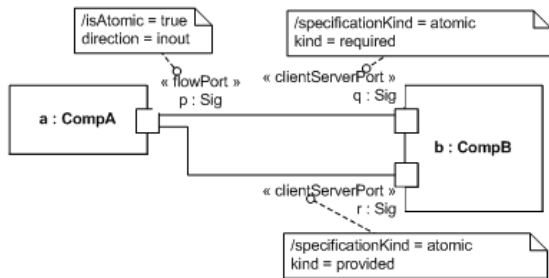 /isAtomic = true
direction = inout
/specificationKind = atomic
kind = required
« flowPort »
p : Sig
« clientServerPort »
q : Sig
a : CompA
b : CompB
« clientServerPort »
r : Sig
/specificationKind = atomic
kind = provided